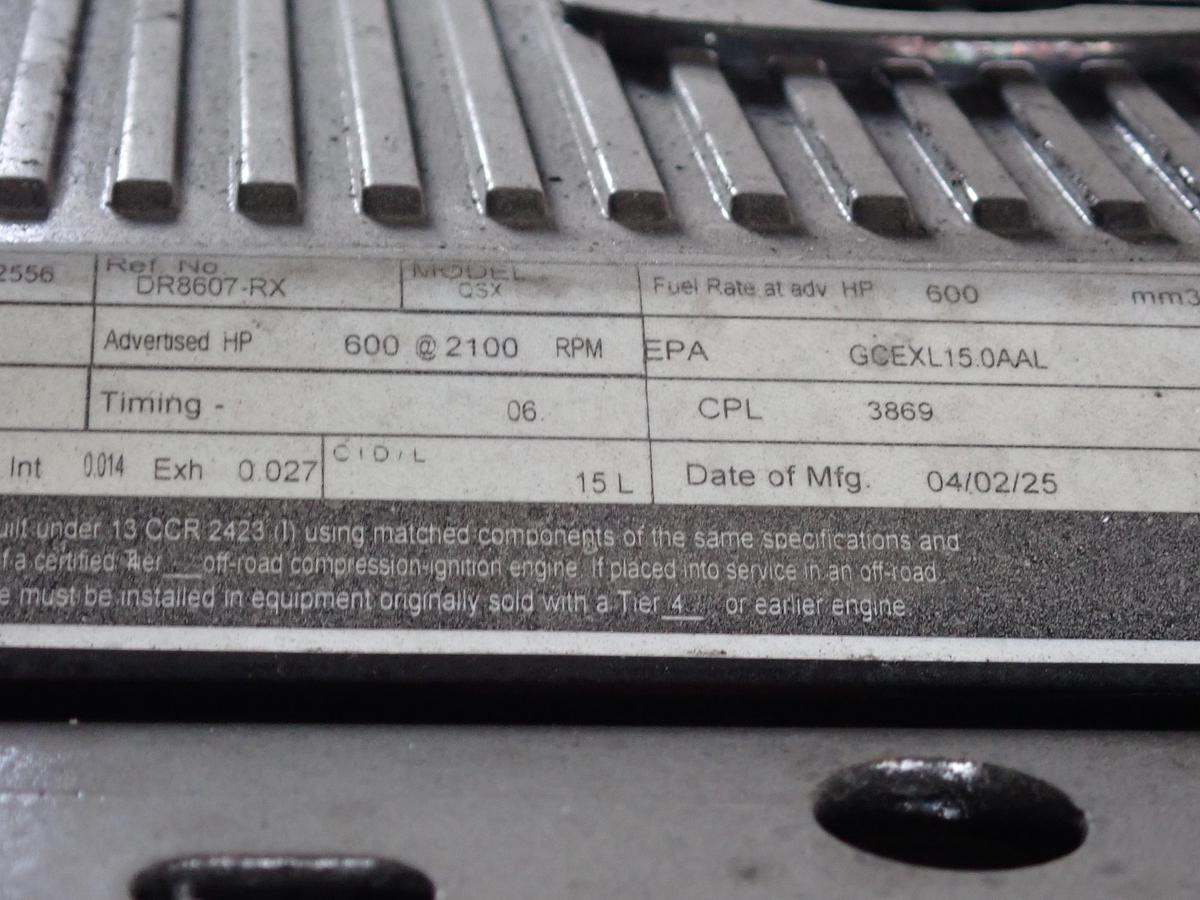 2556 Ref. No. MODEL Fuel Rate at adv HP 600 mm3
DR8607-RX QSX
Advertised HP 600 @ 2100 RPM EPA GCEXL15.0AAL
Timing - 06 CPL 3869
Int 0.014 Exh 0.027 C I D / L 15 L Date of Mfg. 04/02/25
uilt under 13 CCR 2423 (l) using matched components of the same specifications and
f a certified Tier __ off-road compression-ignition engine. If placed into service in an off-road
e must be installed in equipment originally sold with a Tier _4_ or earlier engine.